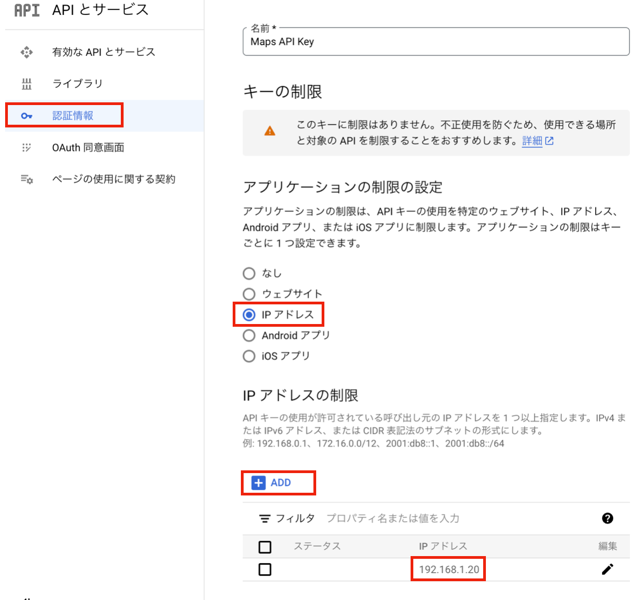 API APIとサービス
有効な API とサービス
ライブラリ
認証情報
OAuth 同意画面
ページの使用に関する契約
名前 *
Maps API Key
キーの制限
このキーに制限はありません。不正使用を防ぐため、使用できる場所
と対象の API を制限することをおすすめします。詳細
アプリケーションの制限の設定
アプリケーションの制限は、API キーの使用を特定のウェブサイト、IP アドレス、
Android アプリ、または iOS アプリに制限します。アプリケーションの制限はキー
ごとに 1 つ設定できます。
なし
ウェブサイト
IP アドレス
Android アプリ
iOS アプリ
IP アドレスの制限
API キーの使用が許可されている呼び出し元の IP アドレスを 1 つ以上指定します。IPv4 ま
たは IPv6 アドレス、または CIDR 表記法のサブネットの形式にします。
例: 192.168.0.1、172.16.0.0/12、2001:db8::1、2001:db8::/64
ADD
フィルタ プロパティ名または値を入力
ステータス IP アドレス 編集
192.168.1.20